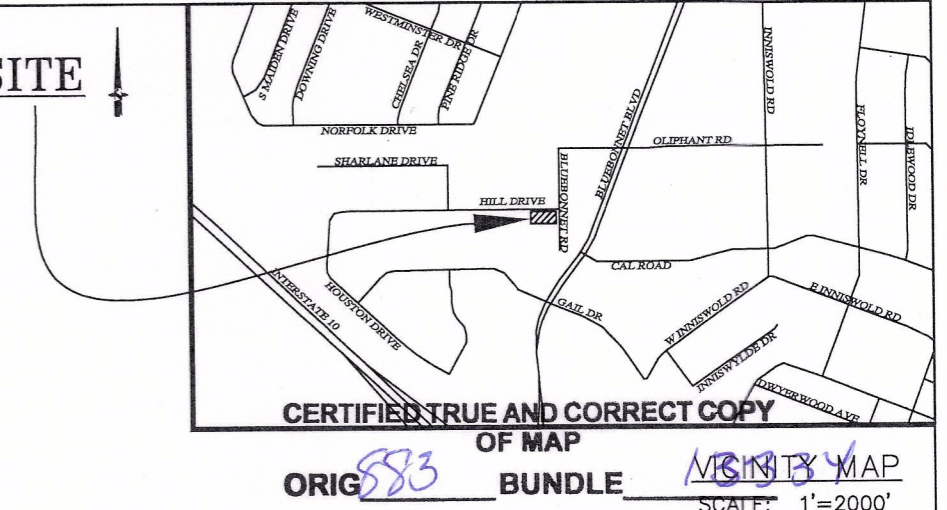 SITE
S MAIDEN DRIVE
DOWNING DRIVE
WESTMINSTER DR
CHELSEA DR
PINE RIDGE DR
NORFOLK DRIVE
SHARLANE DRIVE
HILL DRIVE
BLUEBONNET RD
BLUEBONNET BLVD
INNISWOLD RD
OLIPHANT RD
FLOYNELL DR
IDLEWOOD DR
CAL ROAD
INTERSTATE 10
HOUSTON DRIVE
GAIL DR
W INNISWOLD RD
E INNISWOLD RD
INNISWYLDE DR
DWYERWOOD AVE
CERTIFIED TRUE AND CORRECT COPY
OF MAP
ORIG 883 BUNDLE 13334
VICINITY MAP
SCALE: 1'=2000'